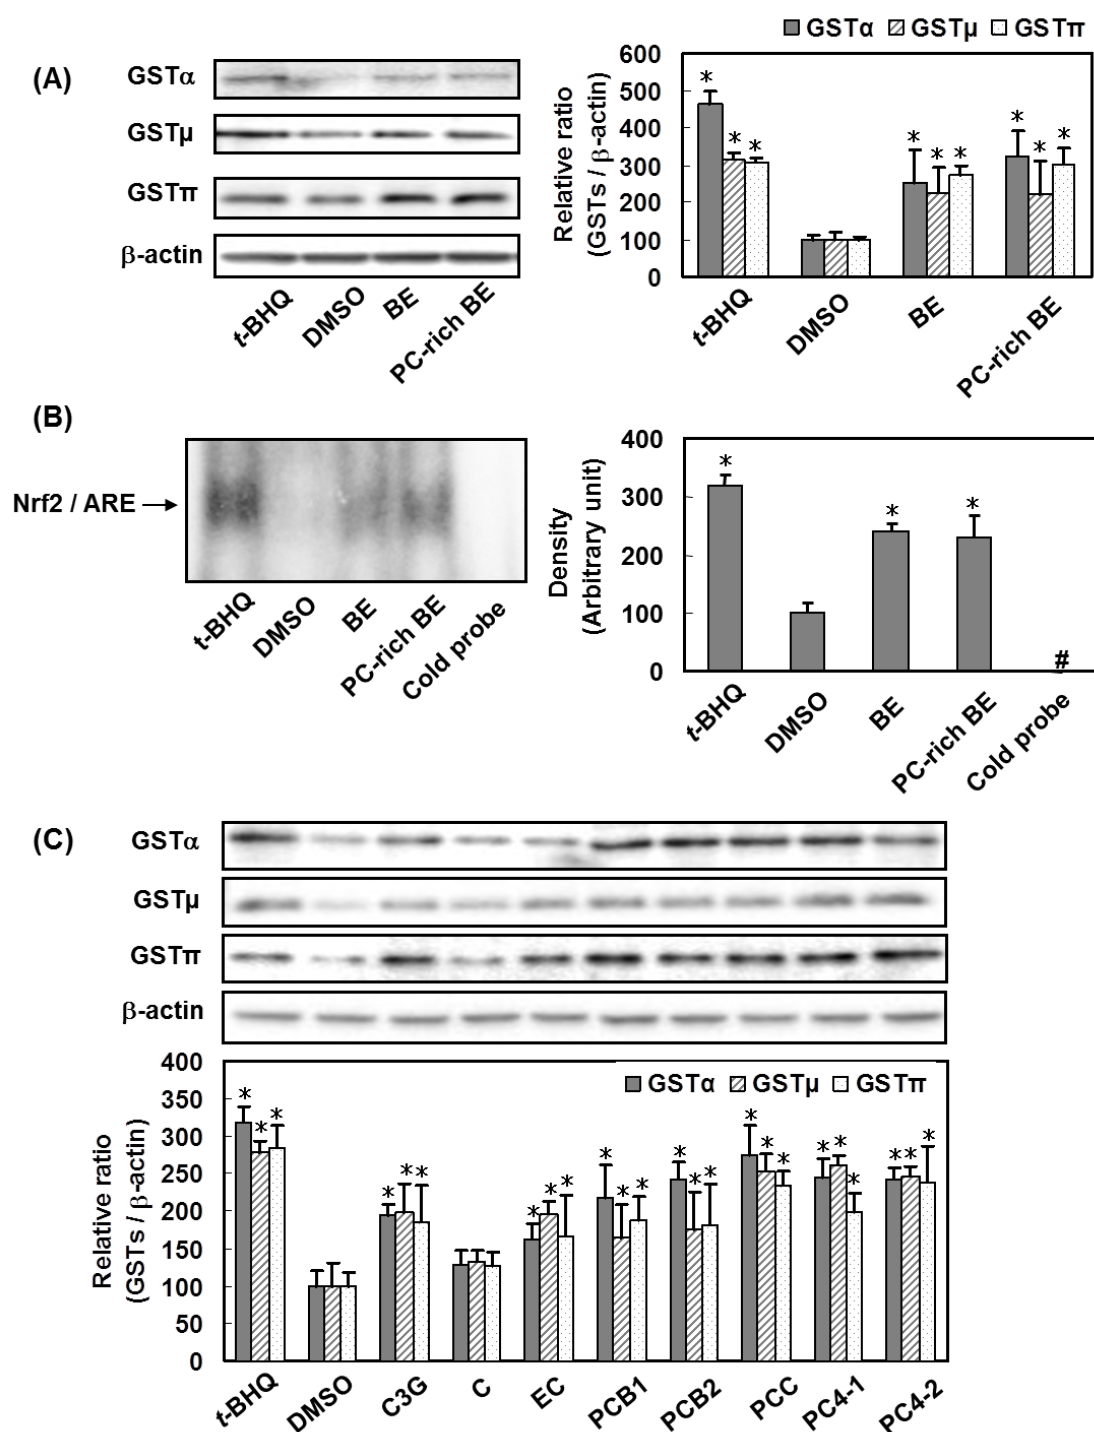 (A)
GSTα
GSTμ
GSTπ
β-actin
t-BHQ
DMSO
BE
PC-rich BE
GSTα GSTμ GSTπ
Relative ratio
(GSTs / β-actin)
600
500
400
300
200
100
0
*
* *
* * *
* * *
t-BHQ
DMSO
BE
PC-rich BE
(B)
Nrf2 / ARE
t-BHQ
DMSO
BE
PC-rich BE
Cold probe
Density
(Arbitrary unit)
400
300
200
100
0
*
*
*
#
t-BHQ
DMSO
BE
PC-rich BE
Cold probe
(C)
GSTα
GSTμ
GSTπ
β-actin
Relative ratio
(GSTs / β-actin)
400
350
300
250
200
150
100
50
0
GSTα GSTμ GSTπ
* * *
* * *
* * *
* * *
* * *
* * *
* * *
* * *
t-BHQ
DMSO
C3G
C
EC
PCB1
PCB2
PCC
PC4-1
PC4-2